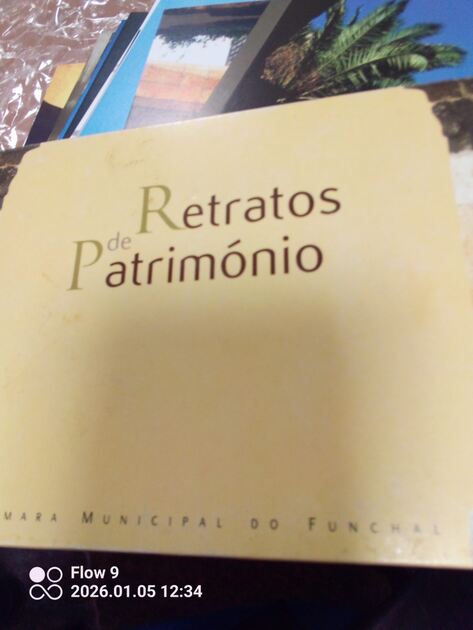 Retratos
de
Património
MARA MUNICIPAL DO FUNCHAL
Flow 9
2026.01.05 12:34